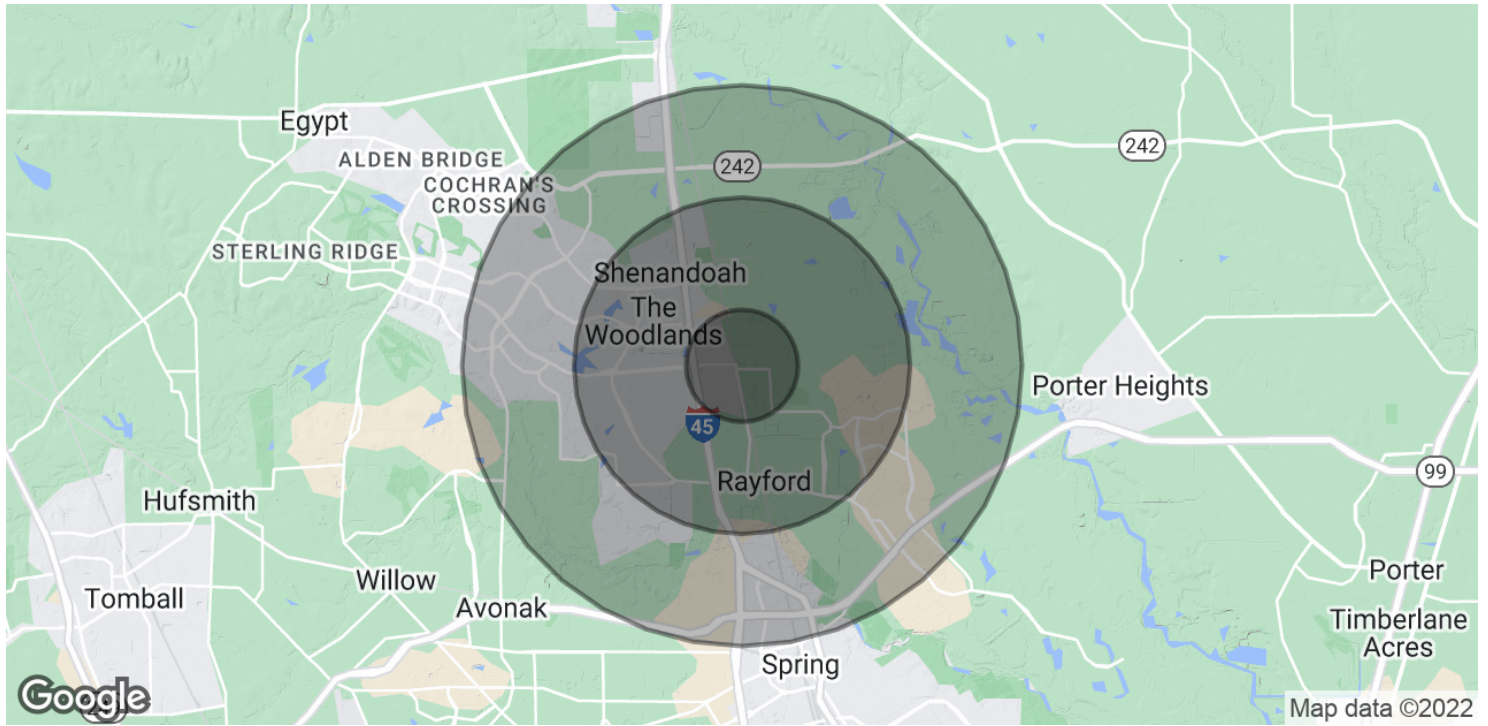 Egypt
ALDEN BRIDGE
COCHRAN'S
CROSSING
242
242
STERLING RIDGE
Shenandoah
The
Woodlands
Porter Heights
45
Rayford
99
Hufsmith
Willow
Porter
Tomball
Avonak
Timberlane
Acres
Spring
Google
Map data ©2022